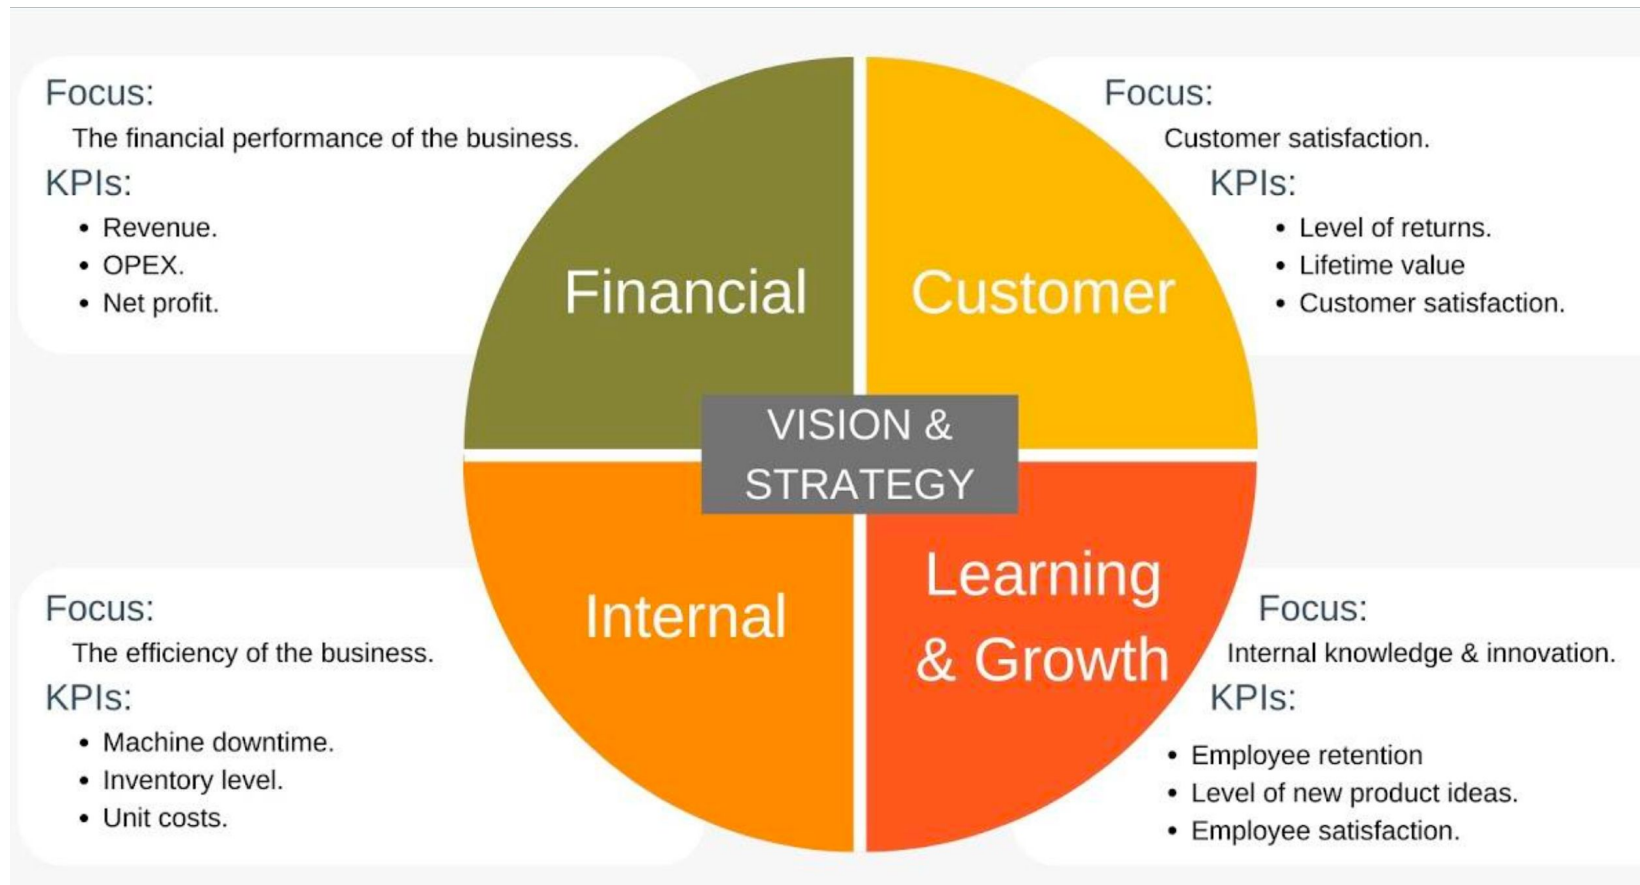 Focus:
The financial performance of the business.
KPIs:
• Revenue.
• OPEX.
• Net profit.
Financial
Customer
Focus:
Customer satisfaction.
KPIs:
• Level of returns.
• Lifetime value
• Customer satisfaction.
VISION &
STRATEGY
Focus:
The efficiency of the business.
KPIs:
• Machine downtime.
• Inventory level.
• Unit costs.
Internal
Learning
& Growth
Focus:
Internal knowledge & innovation.
KPIs:
• Employee retention
• Level of new product ideas.
• Employee satisfaction.